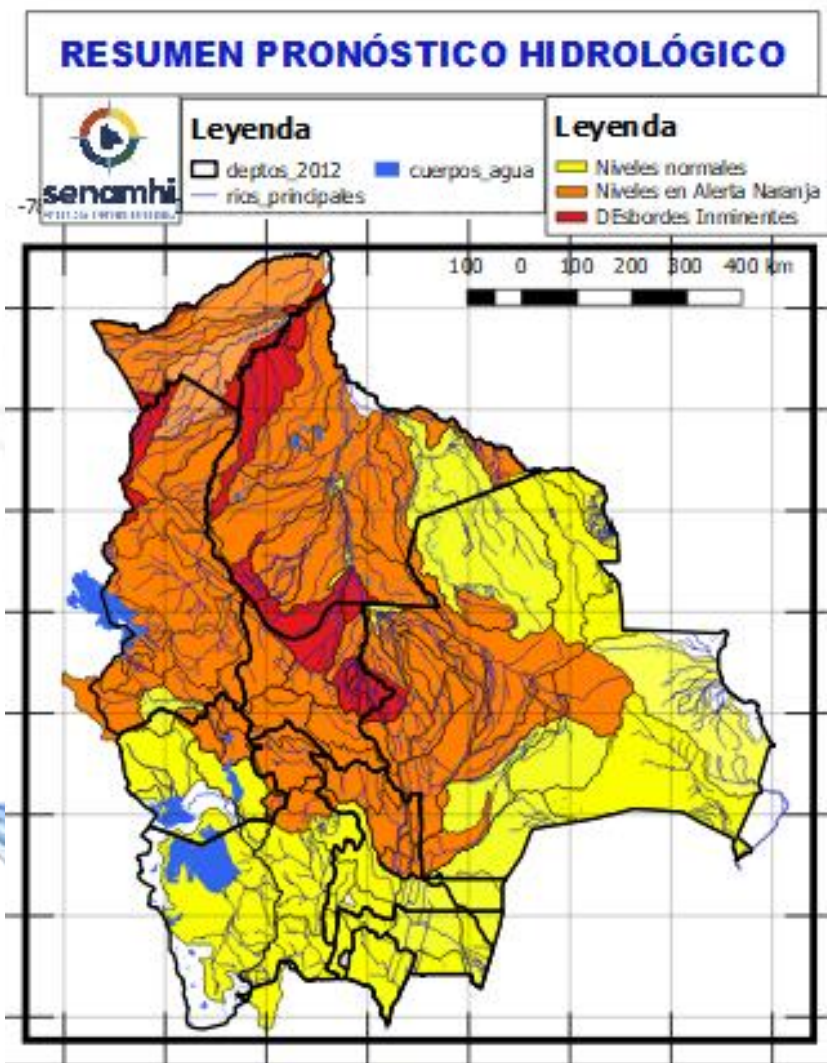 RESUMEN PRONÓSTICO HIDROLÓGICO
senamhi
Leyenda
deptos_2012 cuerpos_agua
rios_principales
Leyenda
Niveles normales
Niveles en Alerta Naranja
DEsbordes Inminentes
100 0 100 200 300 400 km